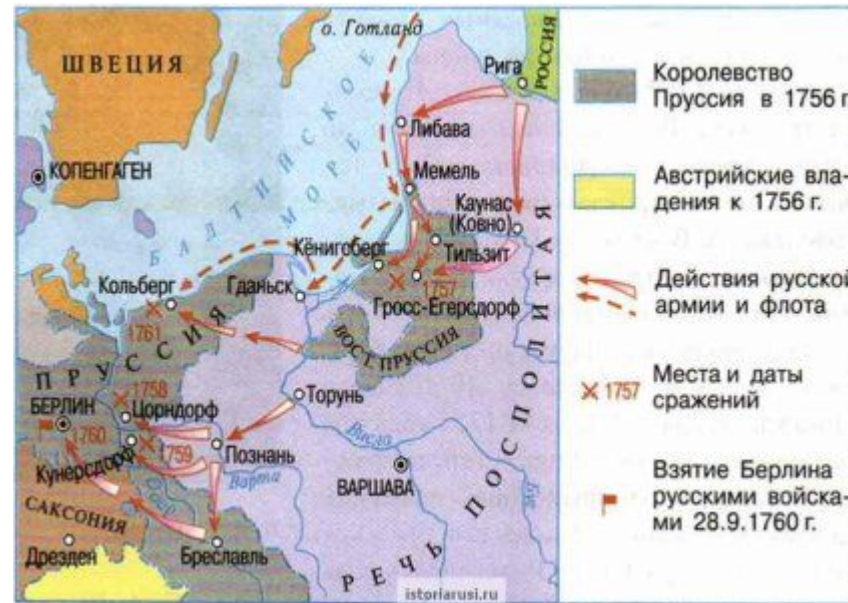 о. Готланд
ШВЕЦИЯ
РОССИЯ
Рига
Либава
КОПЕНГАГЕН
БАЛТИЙСКОЕ
МОРЕ
Мемель
Каунас
(Ковно)
Кёнигсберг
Тильзит
Кольберг
Гданьск
1757
Гросс-Егерсдорф
1761
ВОСТ. ПРУССИЯ
ПРУССИЯ
1758
Торунь
БЕРЛИН
Цорндорф
1760
1759
Познань
Висла
Кунерсдорф
Варта
ВАРШАВА
САКСОНИЯ
Одер
Дрезден
Бреславль
РЕЧЬ ПОСПОЛИТАЯ
istoriarusi.ru
Королевство
Пруссия в 1756 г
Австрийские вла-
дения к 1756 г.
Действия русской
армии и флота
1757
Места и даты
сражений
Взятие Берлина
русскими войска-
ми 28.9.1760 г.